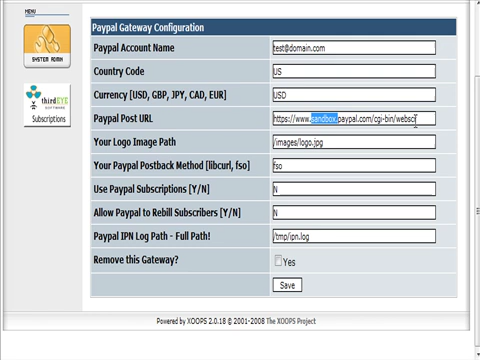 MENU
SYSTEM ADMIN
thirdEYE
Subscriptions
Paypal Gateway Configuration
Paypal Account Name test@domain.com
Country Code US
Currency [USD, GBP, JPY, CAD, EUR] USD
Paypal Post URL https://www.sandbox.paypal.com/cgi-bin/webscr
Your Logo Image Path /images/logo.jpg
Your Paypal Postback Method [libcurl, fso] fso
Use Paypal Subscriptions [Y/N] N
Allow Paypal to Rebill Subscribers [Y/N] N
Paypal IPN Log Path - Full Path! /tmp/ipn.log
Remove this Gateway? Yes
Save
Powered by XOOPS 2.0.18 © 2001-2008 The XOOPS Project